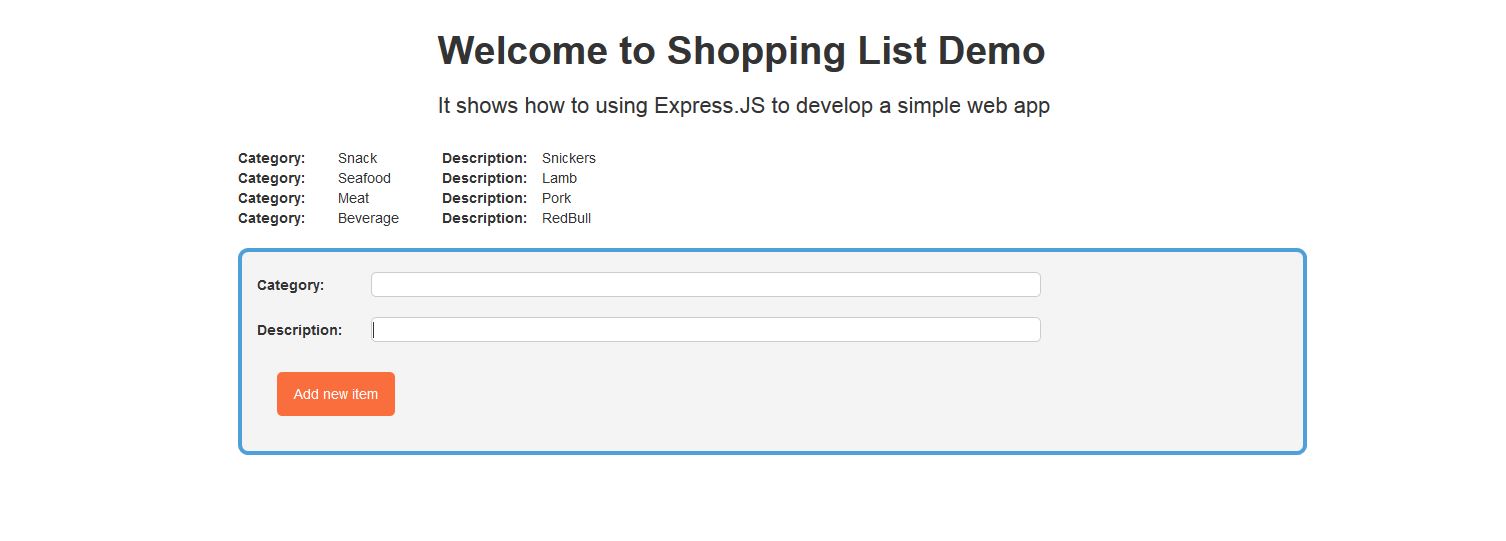 Welcome to Shopping List Demo
It shows how to using Express.JS to develop a simple web app
Category: Snack Description: Snickers
Category: Seafood Description: Lamb
Category: Meat Description: Pork
Category: Beverage Description: RedBull
Category:
Description:
Add new item